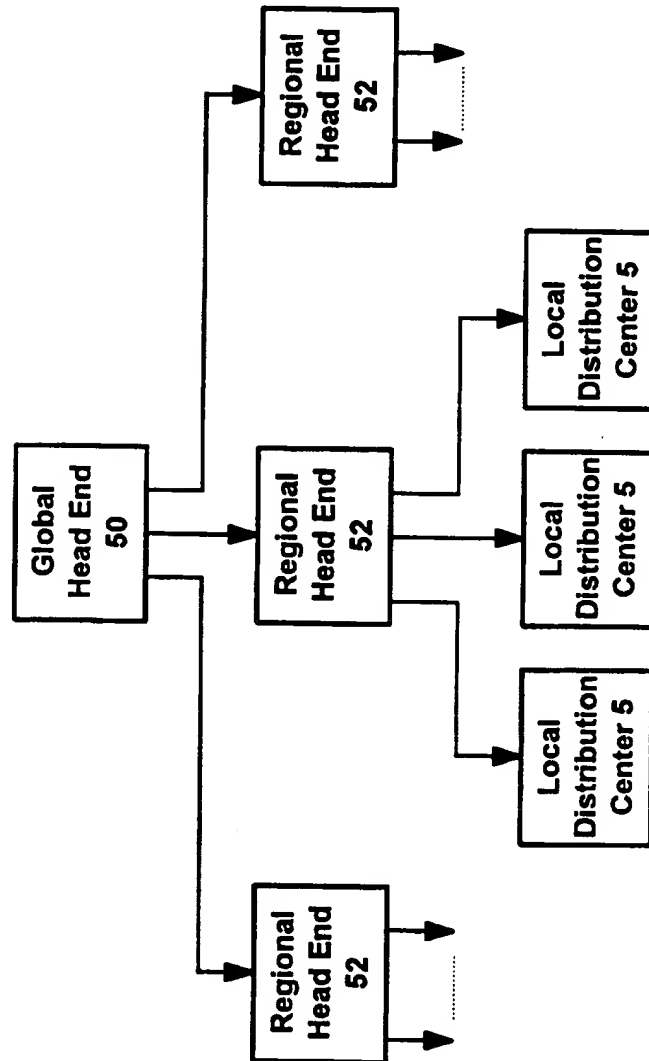 Global
Head End
50
Regional
Head End
52
Regional
Head End
52
Regional
Head End
52
Local
Distribution
Center 5
Local
Distribution
Center 5
Local
Distribution
Center 5